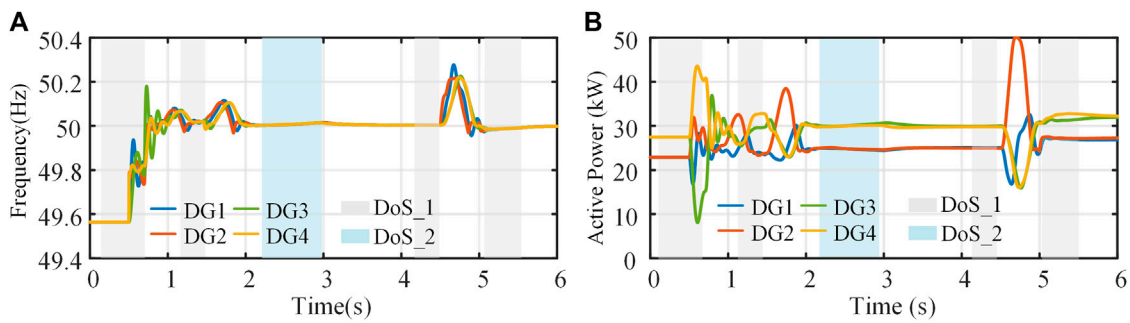 A
50.4
50.2
50
49.8
49.6
49.4
Frequency(Hz)
DG1
DG3
DoS_1
DG2
DG4
DoS_2
0
1
2
3
4
5
6
Time(s)
B
50
40
30
20
10
0
Active Power (kW)
DG1
DG3
DoS_1
DG2
DG4
DoS_2
0
1
2
3
4
5
6
Time (s)